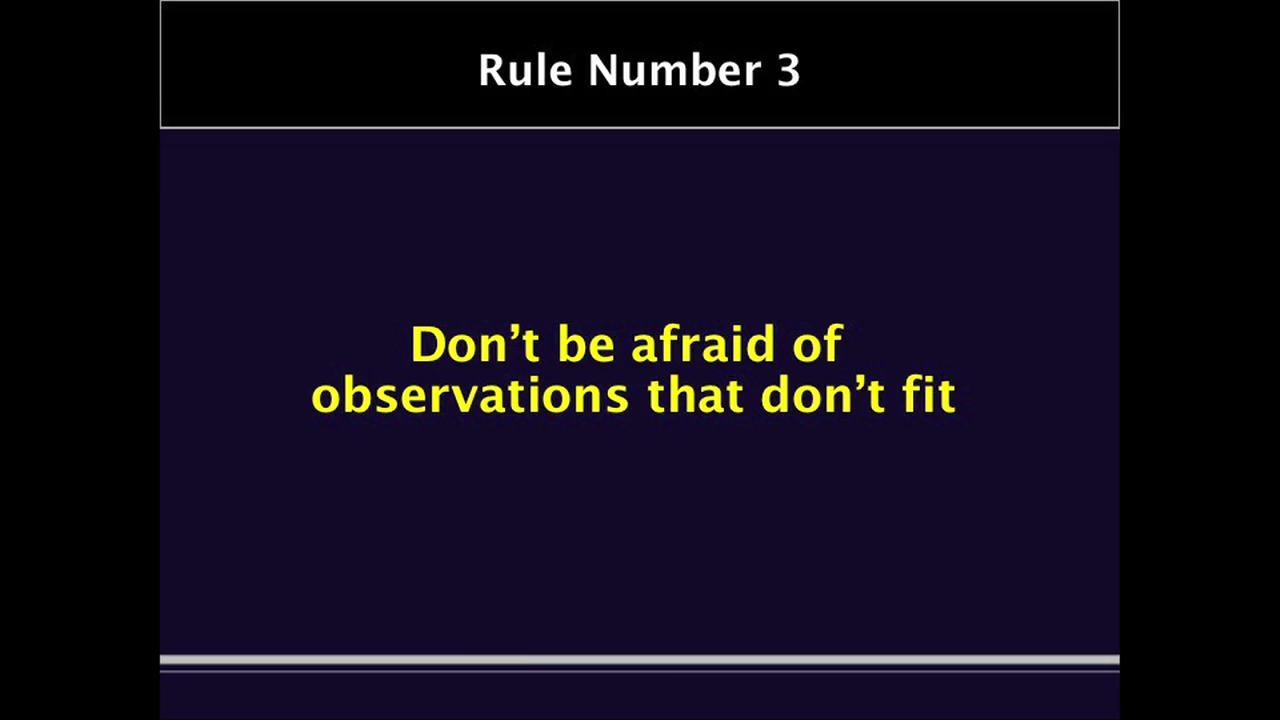 Rule Number 3
Don’t be afraid of
observations that don’t fit